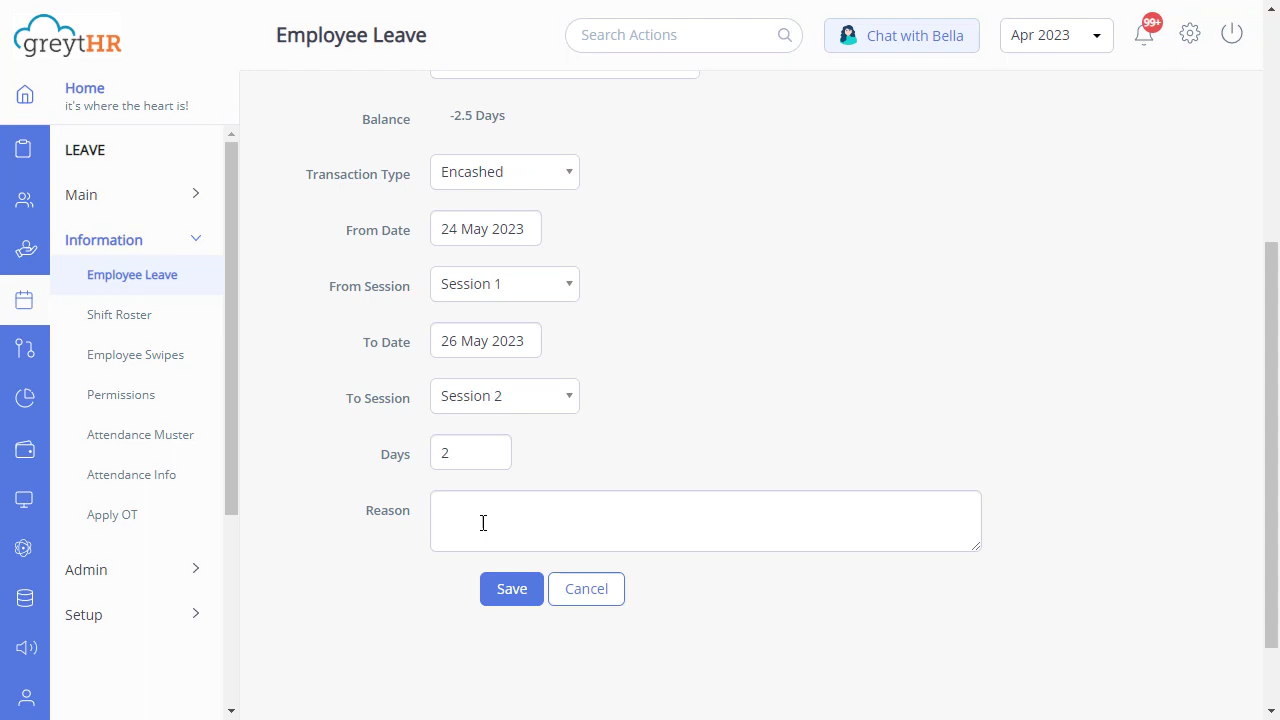 greytHR
Employee Leave
Search Actions
Chat with Bella
Apr 2023
99+
Home
it's where the heart is!
LEAVE
Main
Information
Employee Leave
Shift Roster
Employee Swipes
Permissions
Attendance Muster
Attendance Info
Apply OT
Admin
Setup
Balance -2.5 Days
Transaction Type Encashed
From Date 24 May 2023
From Session Session 1
To Date 26 May 2023
To Session Session 2
Days 2
Reason
Save Cancel